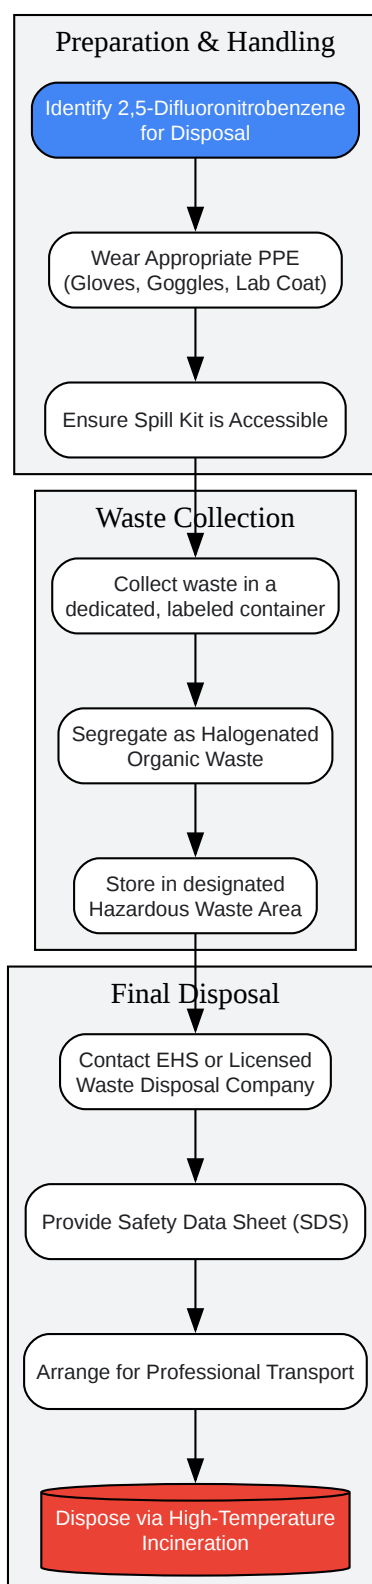 Preparation & Handling
Identify 2,5-Difluoronitrobenzene
for Disposal
Wear Appropriate PPE
(Gloves, Goggles, Lab Coat)
Ensure Spill Kit is Accessible
Waste Collection
Collect waste in a
dedicated, labeled container
Segregate as Halogenated
Organic Waste
Store in designated
Hazardous Waste Area
Final Disposal
Contact EHS or Licensed
Waste Disposal Company
Provide Safety Data Sheet (SDS)
Arrange for Professional Transport
Dispose via High-Temperature
Incineration